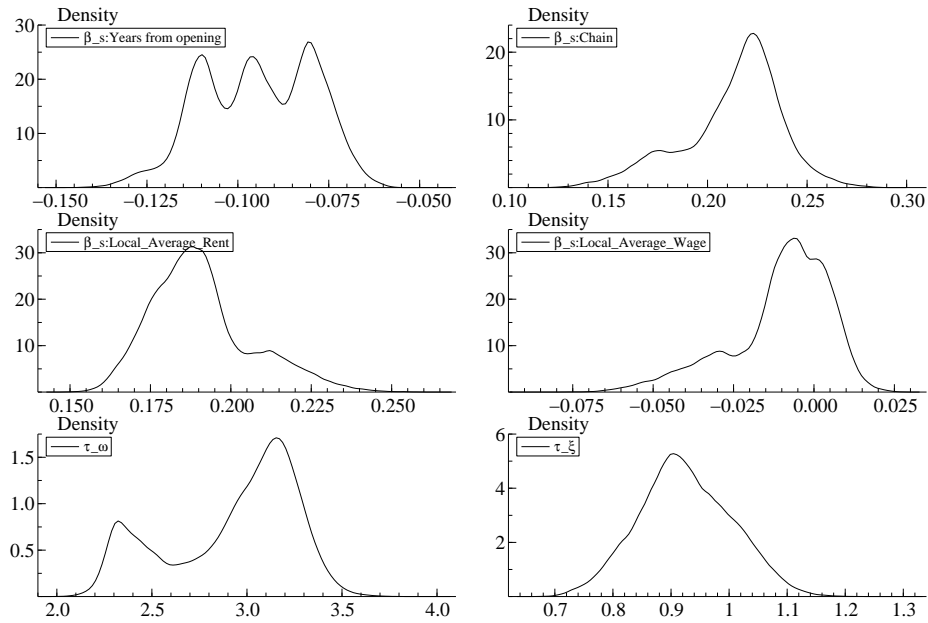 Density
Density
30
β_s:Years from opening
β_s:Chain
20
20
10
10
−0.150 −0.125 −0.100 −0.075 −0.050
0.10 0.20 0.30
Density
Density
β_s:Local_Average_Rent
β_s:Local_Average_Wage
30
30
20
20
10
10
0.150 0.175 0.200 0.225 0.250
−0.075 −0.050 −0.025 0.000 0.025
Density
Density
6
τ_ω
τ_ξ
1.5
4
1.0
2
0.5
2.0 2.5 3.0 3.5 4.0
0.7 0.8 0.9 1 1.1 1.2 1.3